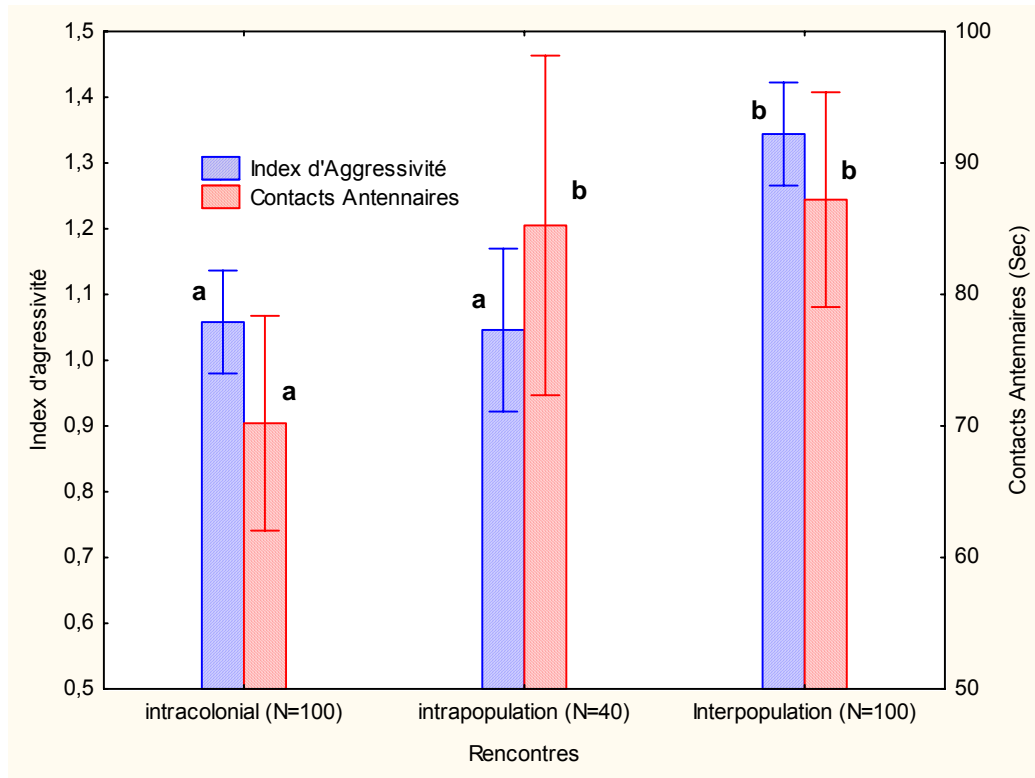 1,5
1,4
1,3
1,2
1,1
1,0
0,9
0,8
0,7
0,6
0,5
Index d'agressivité
Index d'Aggressivité
Contacts Antennaires
a
a
a
b
b
b
100
90
80
70
60
50
Contacts Antennaires (Sec)
intracolonial (N=100)
intrapopulation (N=40)
Interpopulation (N=100)
Rencontres